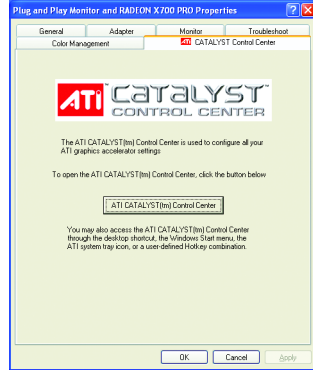 Plug and Play Monitor and RADEON X700 PRO Properties
General Adapter Monitor Troubleshoot
Color Management ATI CATALYST Control Center
ATI CATALYST™
CONTROL CENTER
The ATI CATALYST(tm) Control Center is used to configure all your
ATI graphics accelerator settings
To open the ATI CATALYST(tm) Control Center, click the button below
ATI CATALYST(tm) Control Center
You may also access the ATI CATALYST(tm) Control Center
through the desktop shortcut, the Windows Start menu, the
ATI system tray icon, or a user-defined Hotkey combination.
OK Cancel Apply